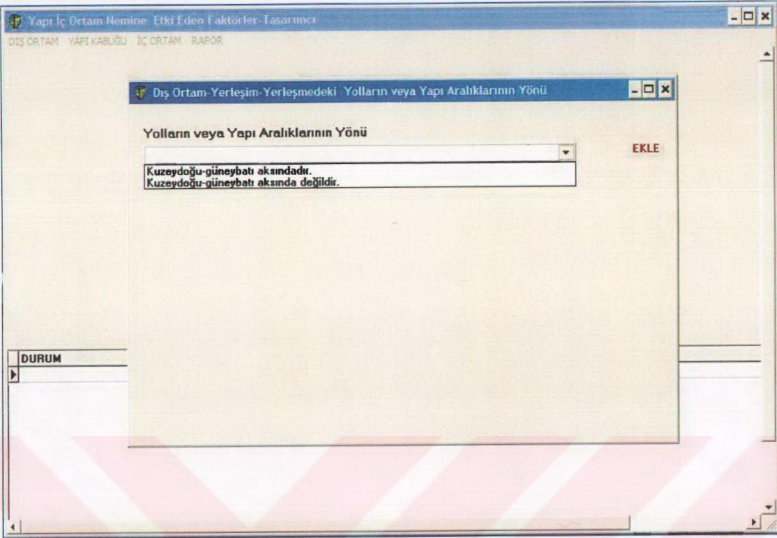 Yapı İç Ortam Nemine Etki Eden Faktörler-Tasarımcı
DIŞ ORTAM YAPI KABUĞU İÇ ORTAM RAPOR
Dış Ortam-Yerleşim-Yerleşmedeki Yolların veya Yapı Aralıklarının Yönü
Yolların veya Yapı Aralıklarının Yönü
EKLE
Kuzeydoğu-güneybatı aksındadır.
Kuzeydoğu-güneybatı aksında değildir.
DURUM